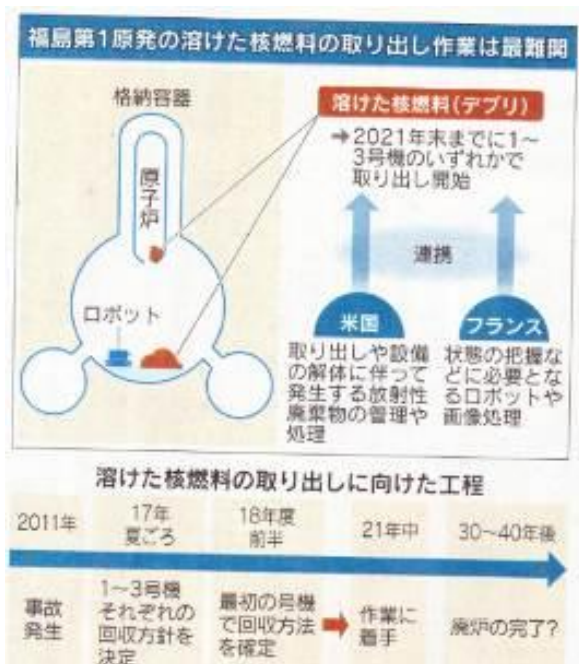 福島第1原発の溶けた核燃料の取り出し作業は最難関
格納容器
原子炉
ロボット
溶けた核燃料(デブリ)
➔2021年末までに1〜
3号機のいずれかで
取り出し開始
連携
米国
取り出しや設備
の解体に伴って
発生する放射性
廃棄物の管理や
処理
フランス
状態の把握な
どに必要とな
るロボットや
画像処理
溶けた核燃料の取り出しに向けた工程
2011年
17年
夏ごろ
18年度
前半
21年中
30〜40年後
事故
発生
1〜3号機
それぞれの
回収方針を
決定
最初の号機
で回収方法
を確定
作業に
着手
廃炉の完了?